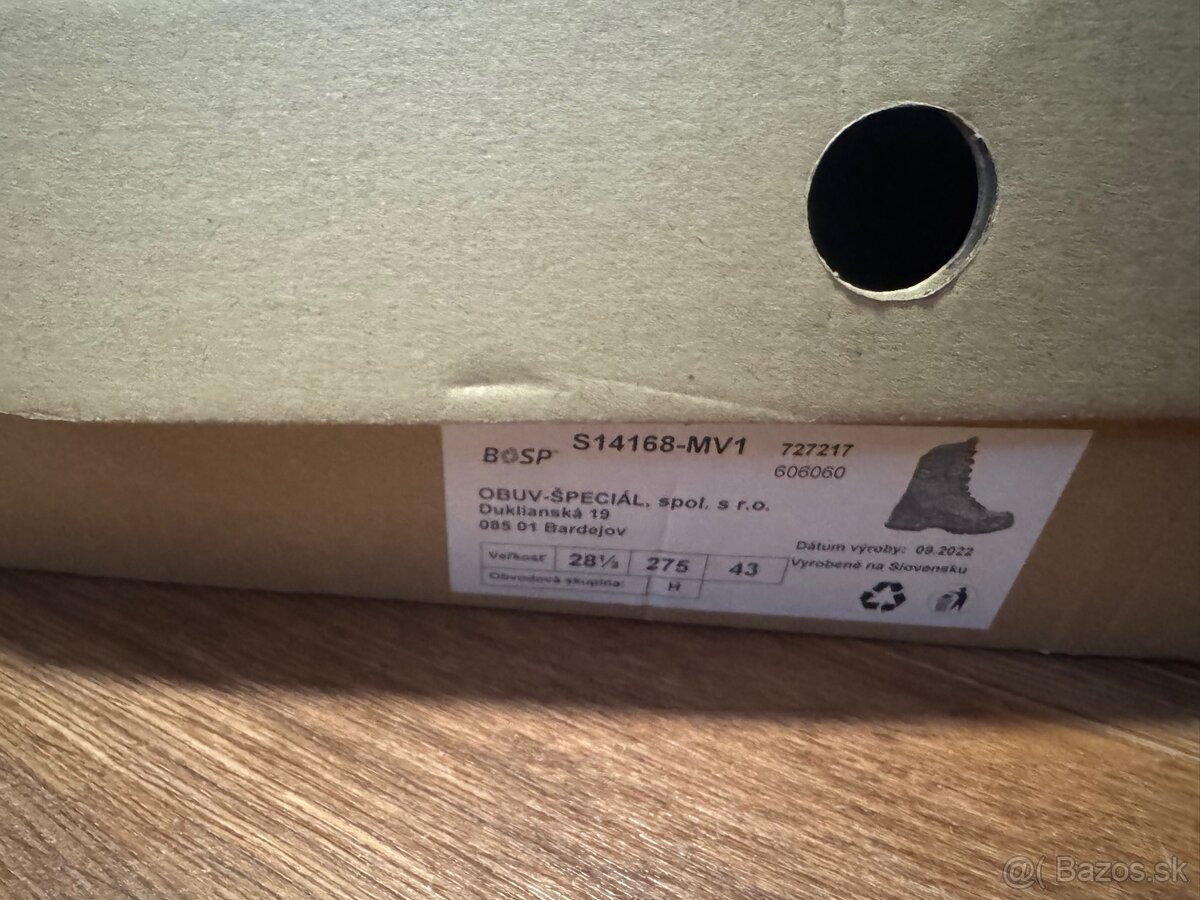 BOSP S14168-MV1 727217
606060
OBUV-ŠPECIÁL, spol. s r.o.
Duklianská 19
085 01 Bardejov
Dátum výroby: 09.2022
Vyrobené na Slovensku
Veľkosť 28⅓ 275 43
Obvodová skupina: H
@( Bazos.sk